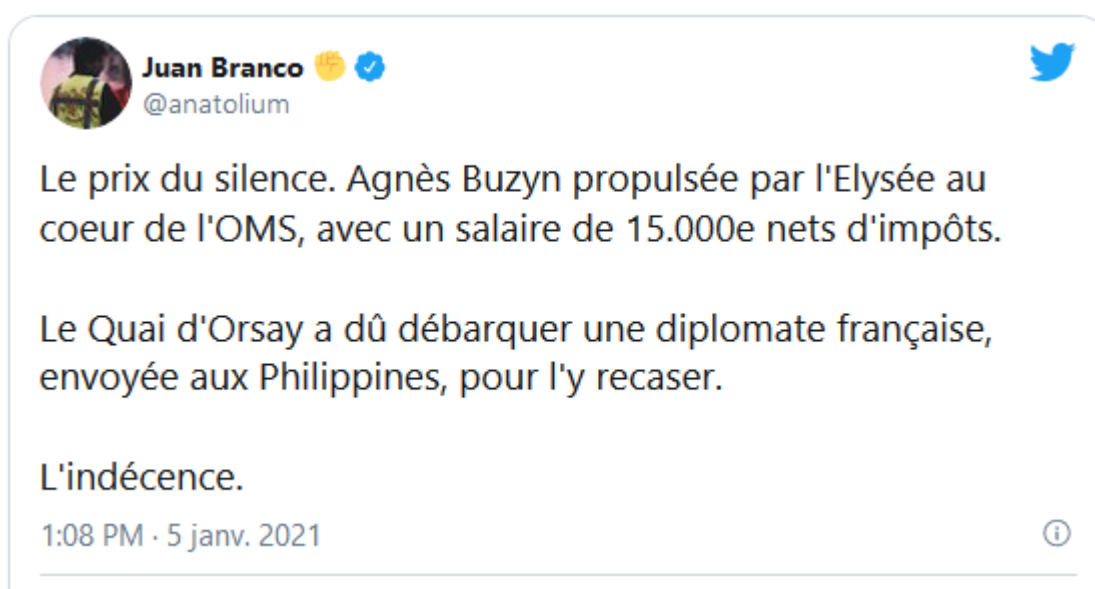 Juan Branco ✊
@anatolium
Le prix du silence. Agnès Buzyn propulsée par l'Elysée au
coeur de l'OMS, avec un salaire de 15.000e nets d'impôts.
Le Quai d'Orsay a dû débarquer une diplomate française,
envoyée aux Philippines, pour l'y recaser.
L'indécence.
1:08 PM · 5 janv. 2021